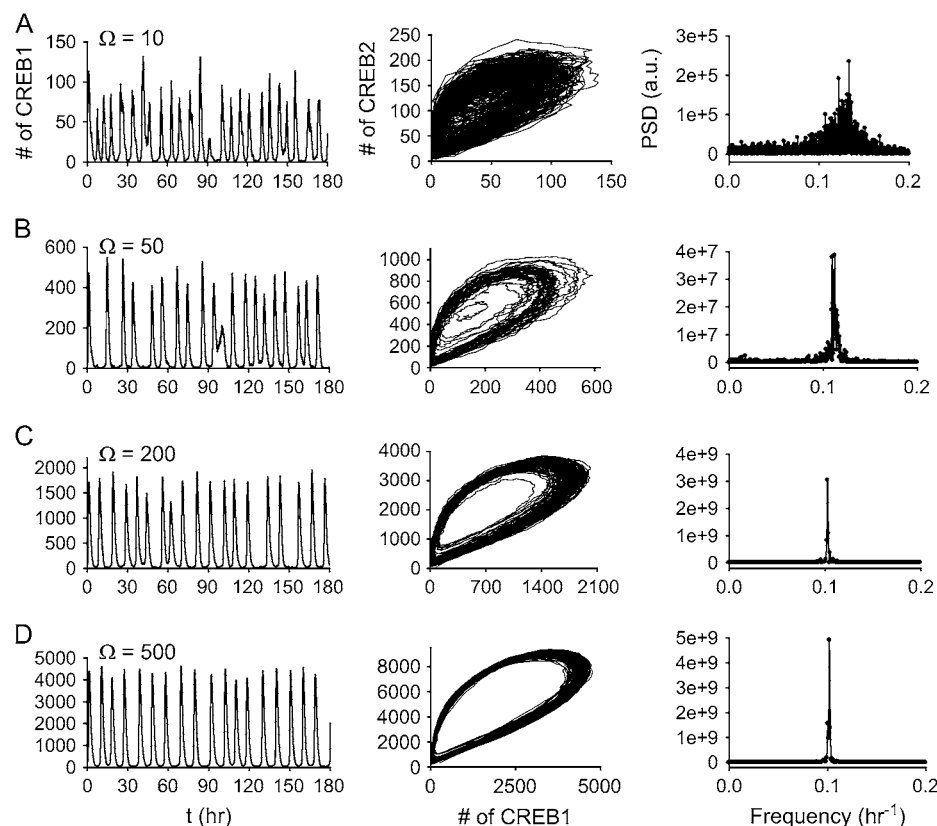 A
Ω = 10
# of CREB1
150
100
50
0
0 30 60 90 120 150 180
# of CREB2
250
200
150
100
50
0
0 50 100 150
PSD (a.u.)
3e+5
2e+5
1e+5
0
0.0 0.1 0.2
B
Ω = 50
600
400
200
0
0 30 60 90 120 150 180
1000
800
600
400
200
0
0 200 400 600
4e+7
3e+7
2e+7
1e+7
0
0.0 0.1 0.2
C
Ω = 200
2000
1500
1000
500
0
0 30 60 90 120 150 180
4000
3000
2000
1000
0
0 700 1400 2100
4e+9
3e+9
2e+9
1e+9
0
0.0 0.1 0.2
D
Ω = 500
5000
4000
3000
2000
1000
0
0 30 60 90 120 150 180
t (hr)
8000
6000
4000
2000
0
0 2500 5000
# of CREB1
5e+9
4e+9
3e+9
2e+9
1e+9
0
0.0 0.1 0.2
Frequency (hr⁻¹)